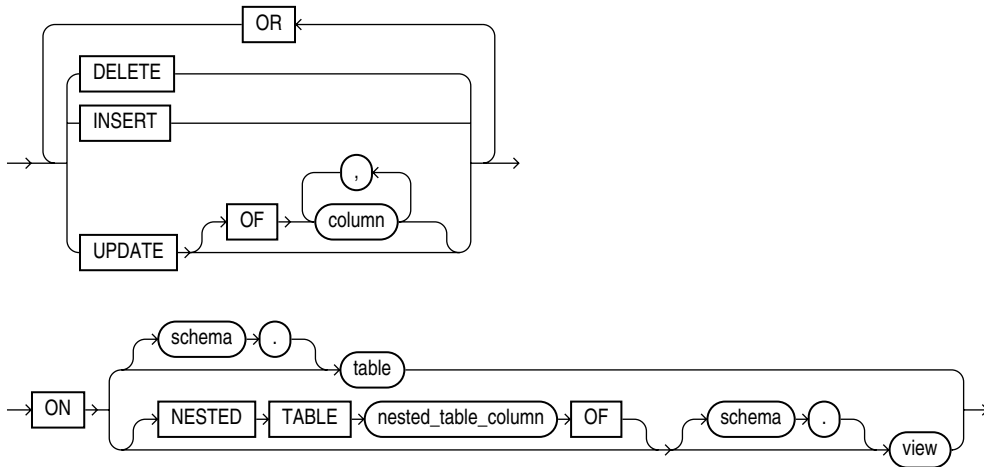 OR
DELETE
INSERT
,
OF column
UPDATE
schema .
table
ON
NESTED TABLE nested_table_column OF schema .
view